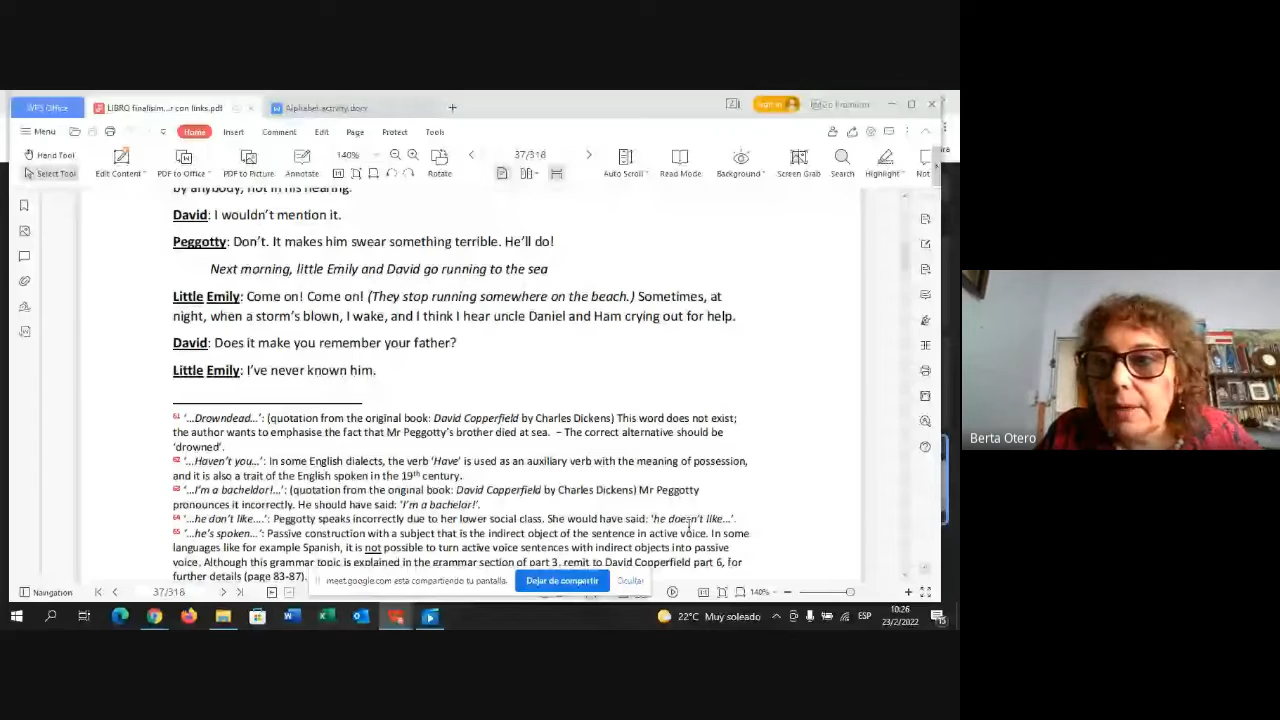 WPS Office LIBRO finalisim...r con links.pdf Alphabet activity.docx Go Premium
Menu Home Insert Comment Edit Page Protect Tools
Hand Tool 140% 37/318
Select Tool Edit Content PDF to Office PDF to Picture Annotate Rotate Auto Scroll Read Mode Background Screen Grab Search Highlight Not
by anybody, not in his hearing.
David: I wouldn't mention it.
Peggotty: Don't. It makes him swear something terrible. He'll do!
Next morning, little Emily and David go running to the sea
Little Emily: Come on! Come on! (They stop running somewhere on the beach.) Sometimes, at
night, when a storm's blown, I wake, and I think I hear uncle Daniel and Ham crying out for help.
David: Does it make you remember your father?
Little Emily: I've never known him.
61 '...Drowndead...': (quotation from the original book: David Copperfield by Charles Dickens) This word does not exist;
the author wants to emphasise the fact that Mr Peggotty's brother died at sea. – The correct alternative should be
'drowned'.
62 '...Haven't you...': In some English dialects, the verb 'Have' is used as an auxiliary verb with the meaning of possession,
and it is also a trait of the English spoken in the 19th century.
63 '...I'm a bacheldor!...': (quotation from the original book: David Copperfield by Charles Dickens) Mr Peggotty
pronounces it incorrectly. He should have said: 'I'm a bachelor!'.
64 '...he don't like....': Peggotty speaks incorrectly due to her lower social class. She would have said: 'he doesn't like...'.
65 '...he's spoken...': Passive construction with a subject that is the indirect object of the sentence in active voice. In some
languages like for example Spanish, it is not possible to turn active voice sentences with indirect objects into passive
voice. Although this grammar topic is explained in the grammar section of part 3, remit to David Copperfield part 6, for
further details (page 83-87).
meet.google.com está compartiendo tu pantalla. Dejar de compartir Ocultar
Navigation 37/318 140%
22°C Muy soleado ESP 10:26
23/2/2022
Berta Otero